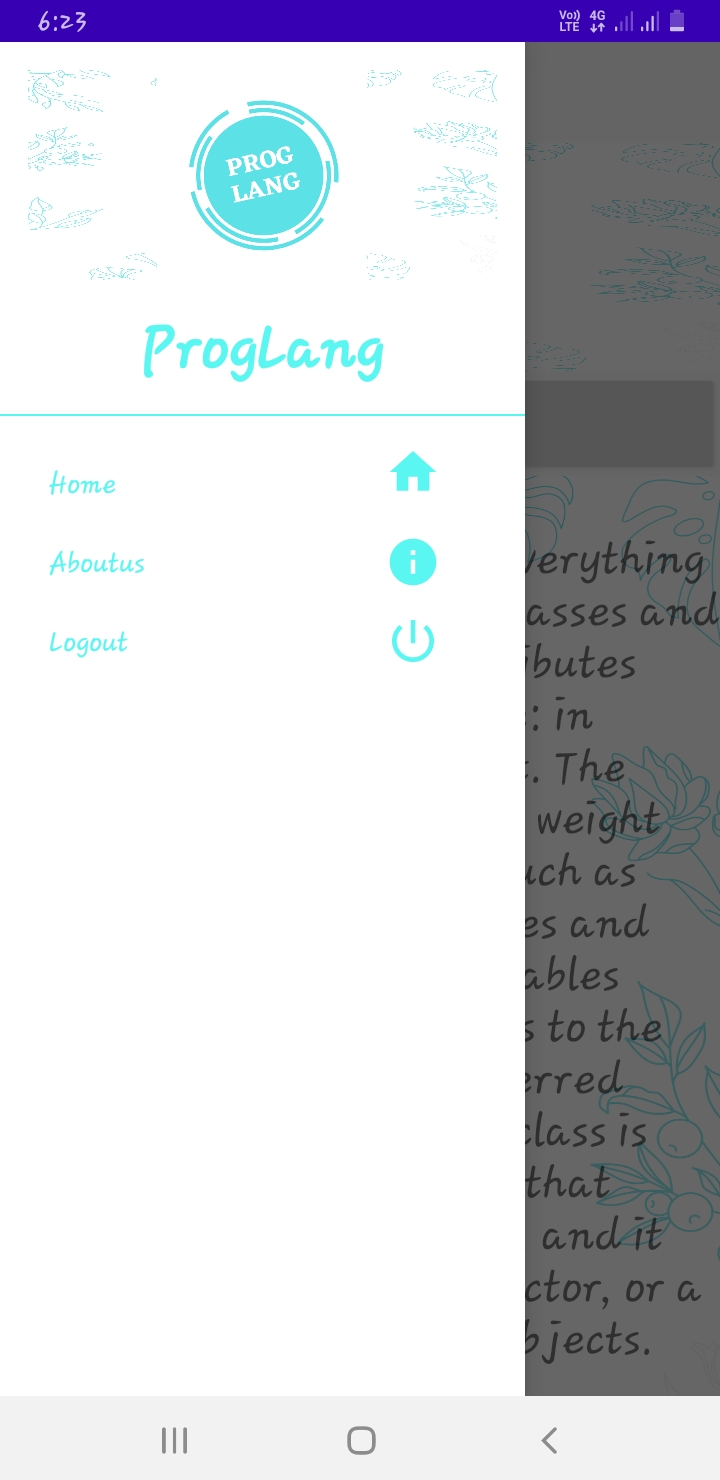 6:23
Vo)) 4G
LTE
PROG
LANG
ProgLang
Home
Aboutus
Logout
verything
asses and
ibutes
: in
. The
weight
uch as
es and
ables
s to the
erred
class is
that
and it
ctor, or a
bjects.